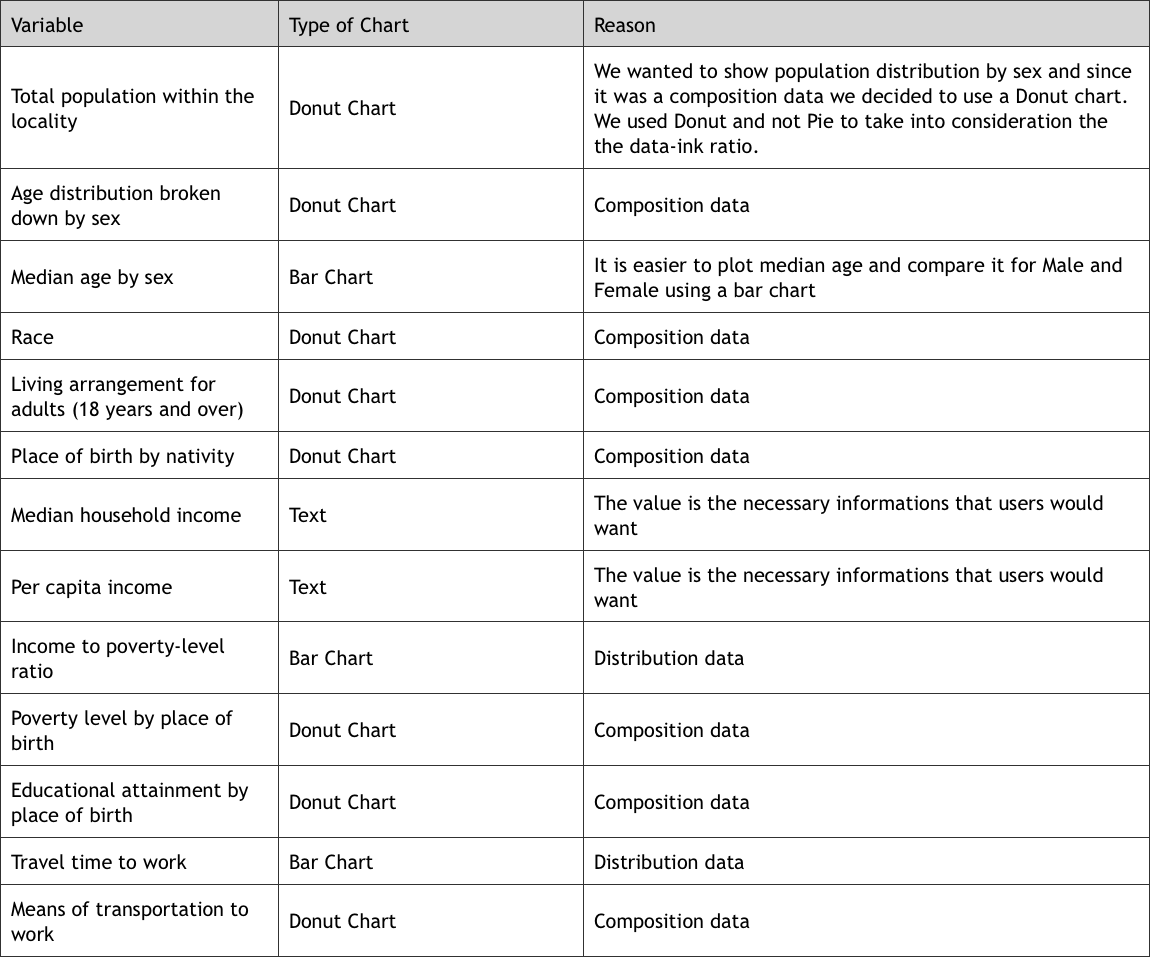 Variable Type of Chart Reason
Total population within the
locality
Donut Chart
We wanted to show population distribution by sex and since
it was a composition data we decided to use a Donut chart.
We used Donut and not Pie to take into consideration the
the data-ink ratio.
Age distribution broken
down by sex
Donut Chart
Composition data
Median age by sex
Bar Chart
It is easier to plot median age and compare it for Male and
Female using a bar chart
Race
Donut Chart
Composition data
Living arrangement for
adults (18 years and over)
Donut Chart
Composition data
Place of birth by nativity
Donut Chart
Composition data
Median household income
Text
The value is the necessary informations that users would
want
Per capita income
Text
The value is the necessary informations that users would
want
Income to poverty-level
ratio
Bar Chart
Distribution data
Poverty level by place of
birth
Donut Chart
Composition data
Educational attainment by
place of birth
Donut Chart
Composition data
Travel time to work
Bar Chart
Distribution data
Means of transportation to
work
Donut Chart
Composition data